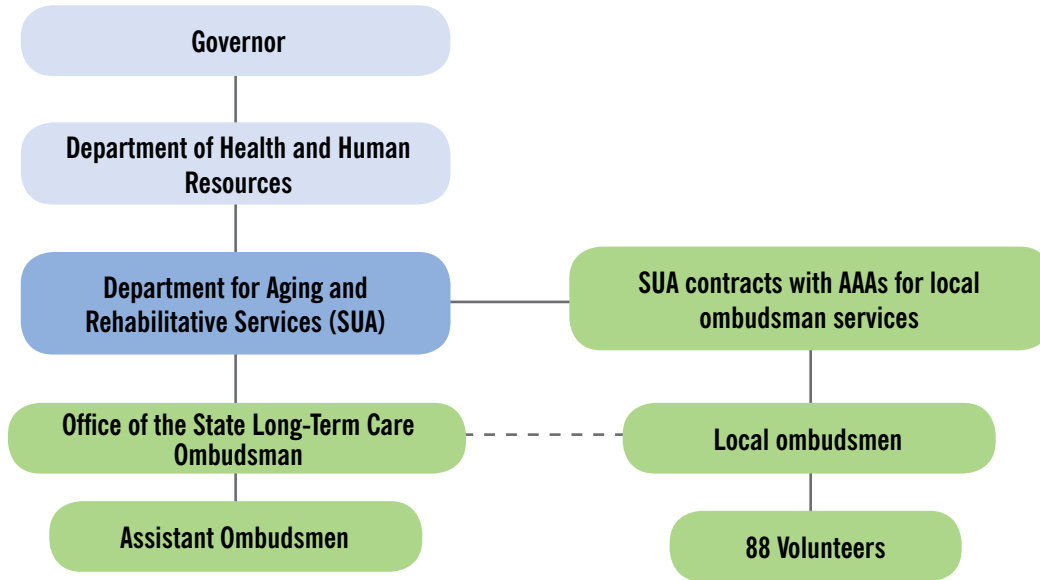 Governor
Department of Health and Human
Resources
Department for Aging and
Rehabilitative Services (SUA)
SUA contracts with AAAs for local
ombudsman services
Office of the State Long-Term Care
Ombudsman
Local ombudsmen
Assistant Ombudsmen
88 Volunteers